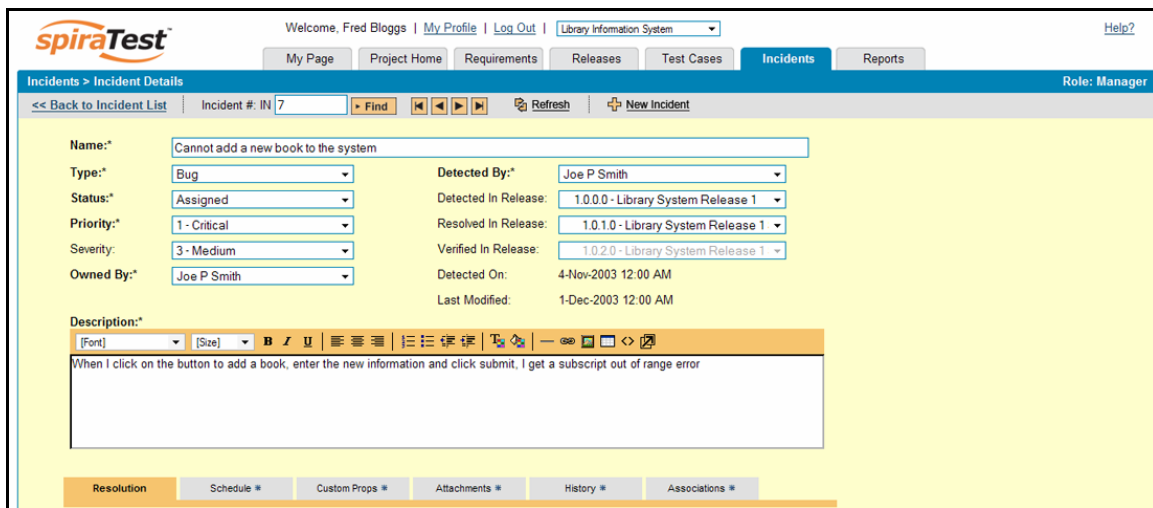 spiraTest™
Welcome, Fred Bloggs | My Profile | Log Out | Library Information System Help?
My Page Project Home Requirements Releases Test Cases Incidents Reports
Incidents > Incident Details Role: Manager
<< Back to Incident List Incident #: IN 7 Find Refresh New Incident
Name:* Cannot add a new book to the system
Type:* Bug Detected By:* Joe P Smith
Status:* Assigned Detected In Release: 1.0.0.0 - Library System Release 1
Priority:* 1 - Critical Resolved In Release: 1.0.1.0 - Library System Release 1
Severity: 3 - Medium Verified In Release: 1.0.2.0 - Library System Release 1
Owned By:* Joe P Smith Detected On: 4-Nov-2003 12:00 AM
Last Modified: 1-Dec-2003 12:00 AM
Description:*
[Font] [Size] B I U
When I click on the button to add a book, enter the new information and click submit, I get a subscript out of range error
Resolution Schedule * Custom Props * Attachments * History * Associations *